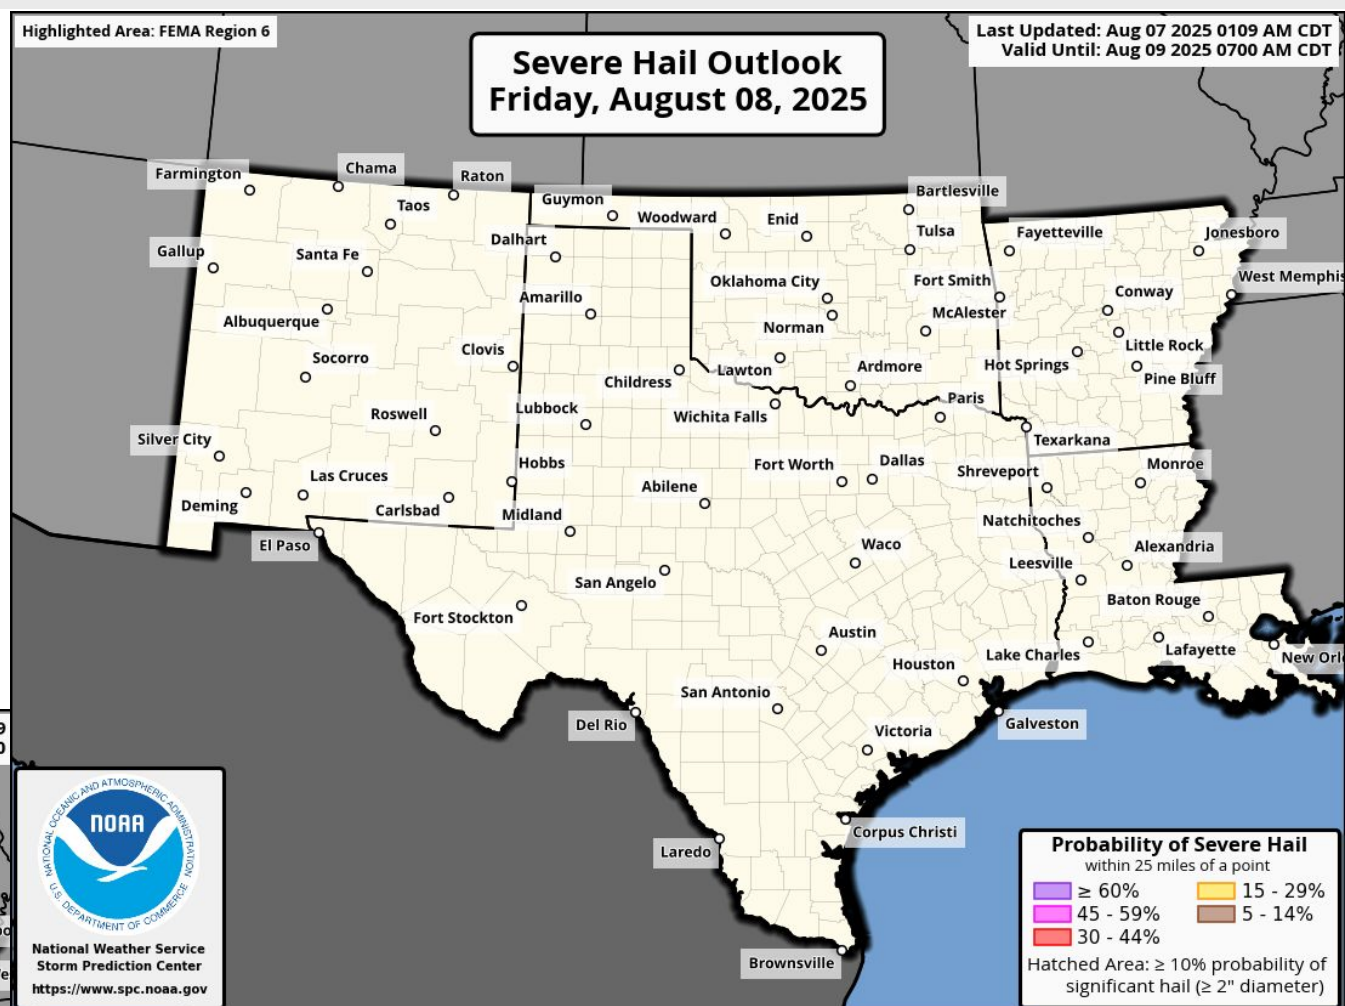 Highlighted Area: FEMA Region 6
Severe Hail Outlook
Friday, August 08, 2025
Last Updated: Aug 07 2025 0109 AM CDT
Valid Until: Aug 09 2025 0700 AM CDT
Farmington
Chama
Raton
Taos
Gallup
Santa Fe
Albuquerque
Socorro
Clovis
Roswell
Silver City
Las Cruces
Deming
Carlsbad
Hobbs
Guymon
Woodward
Enid
Bartlesville
Tulsa
Dalhart
Oklahoma City
Fort Smith
Amarillo
Norman
McAlester
Childress
Lawton
Ardmore
Fayetteville
Jonesboro
West Memphis
Conway
Little Rock
Hot Springs
Pine Bluff
Lubbock
Wichita Falls
Paris
Texarkana
Fort Worth
Dallas
Shreveport
Monroe
Abilene
Midland
Natchitoches
El Paso
Waco
Alexandria
San Angelo
Leesville
Fort Stockton
Baton Rouge
Austin
Lake Charles
Lafayette
New Orl
Houston
San Antonio
Del Rio
Galveston
Victoria
Corpus Christi
Laredo
Brownsville
9
0
NATIONAL OCEANIC AND ATMOSPHERIC ADMINISTRATION
NOAA
U.S. DEPARTMENT OF COMMERCE
National Weather Service
Storm Prediction Center
https://www.spc.noaa.gov
Probability of Severe Hail
within 25 miles of a point
≥ 60%
15 - 29%
45 - 59%
5 - 14%
30 - 44%
Hatched Area: ≥ 10% probability of
significant hail (≥ 2" diameter)